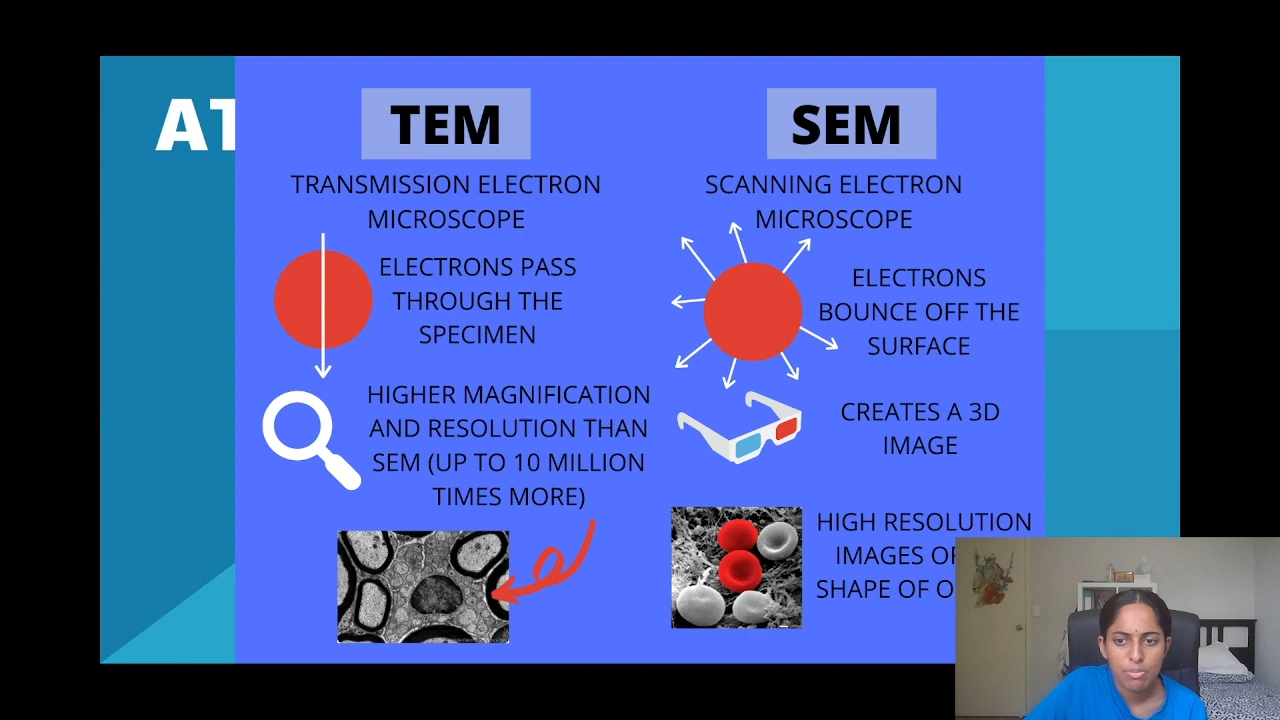 AT
TEM
TRANSMISSION ELECTRON
MICROSCOPE
ELECTRONS PASS
THROUGH THE
SPECIMEN
HIGHER MAGNIFICATION
AND RESOLUTION THAN
SEM (UP TO 10 MILLION
TIMES MORE)
SEM
SCANNING ELECTRON
MICROSCOPE
ELECTRONS
BOUNCE OFF THE
SURFACE
CREATES A 3D
IMAGE
HIGH RESOLUTION
IMAGES
SHAPE OF